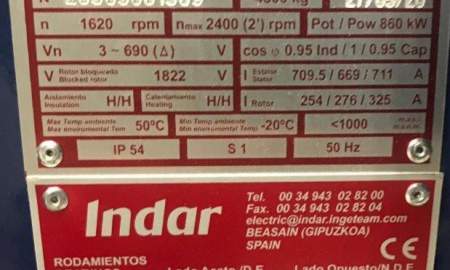 n 1620 rpm nmax 2400 (2') rpm Pot / Pow 860 kW
Vn 3 ~ 690 (Δ) V cos ø 0.95 Ind / 1 / 0.95 Cap
V Rotor bloqueado Blocked rotor 1822 V I Estator Stator 709.5 / 669 / 711 A
Aislamiento Insulation H/H Calentamiento Heating H/H I Rotor 254 / 276 / 325 A
Max Temp ambiente Max environmental Tem 50ºC Min Temp ambiente Min environmental Tem -20ºC <1000
IP 54 S 1 50 Hz
Indar
Tel. 00 34 943 02 82 00
Fax. 00 34 943 02 82 04
electric@indar.ingeteam.com
BEASAIN (GIPUZKOA)
SPAIN
CE
RODAMIENTOS